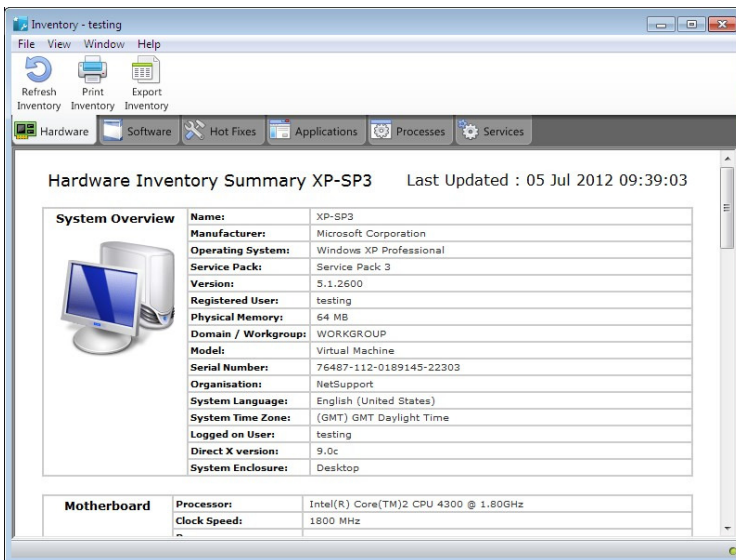 Inventory - testing
File View Window Help
Refresh Inventory
Print Inventory
Export Inventory
Hardware Software Hot Fixes Applications Processes Services
Hardware Inventory Summary XP-SP3 Last Updated : 05 Jul 2012 09:39:03
System Overview
Name: XP-SP3
Manufacturer: Microsoft Corporation
Operating System: Windows XP Professional
Service Pack: Service Pack 3
Version: 5.1.2600
Registered User: testing
Physical Memory: 64 MB
Domain / Workgroup: WORKGROUP
Model: Virtual Machine
Serial Number: 76487-112-0189145-22303
Organisation: NetSupport
System Language: English (United States)
System Time Zone: (GMT) GMT Daylight Time
Logged on User: testing
Direct X version: 9.0c
System Enclosure: Desktop
Motherboard
Processor: Intel(R) Core(TM)2 CPU 4300 @ 1.80GHz
Clock Speed: 1800 MHz